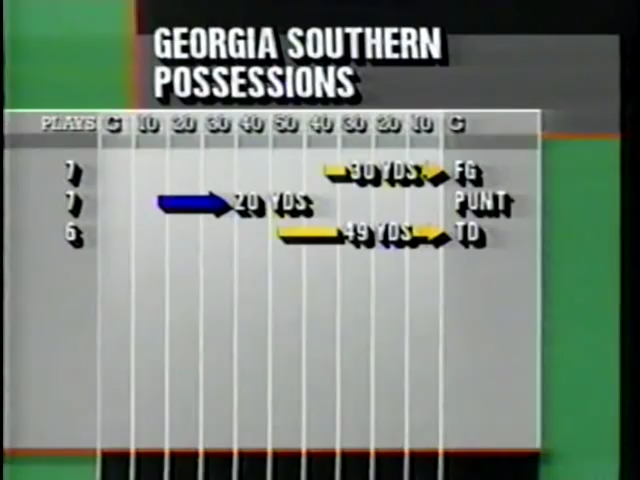 GEORGIA SOUTHERN
POSSESSIONS
PLAYS G 10 20 30 40 50 40 30 20 10 G
7 30 YDS FG
7 20 YDS PUNT
6 49 YDS TD